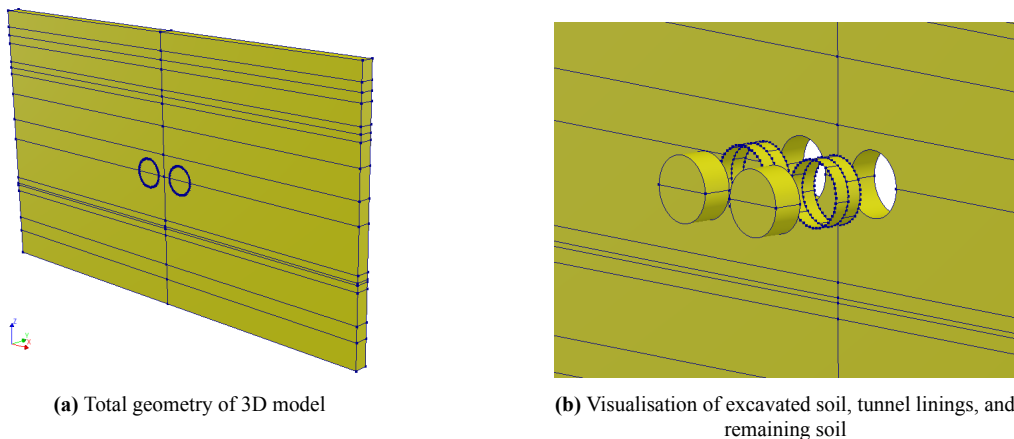 Z
Y
X
(a) Total geometry of 3D model
(b) Visualisation of excavated soil, tunnel linings, and
remaining soil